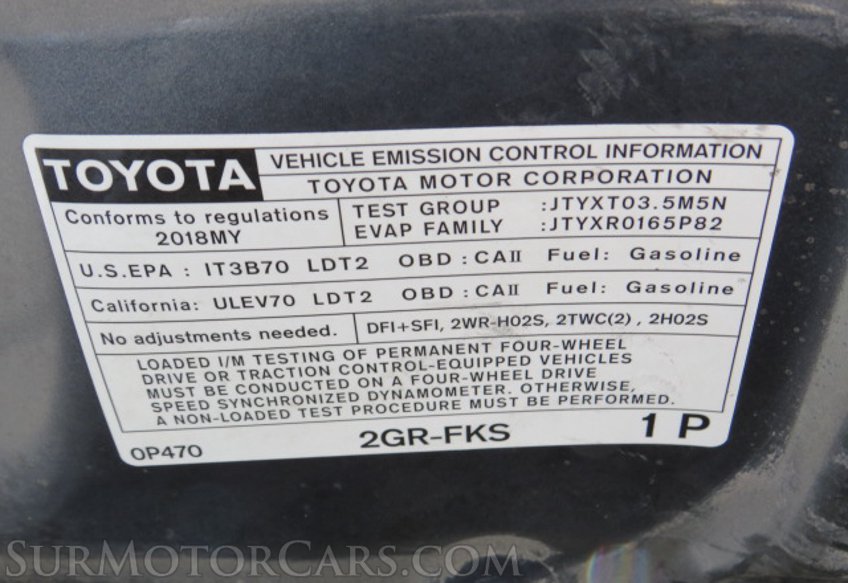 TOYOTA VEHICLE EMISSION CONTROL INFORMATION
TOYOTA MOTOR CORPORATION
Conforms to regulations
2018MY
TEST GROUP :JTYXT03.5M5N
EVAP FAMILY :JTYXR0165P82
U.S.EPA : IT3B70 LDT2 OBD : CAII Fuel: Gasoline
California: ULEV70 LDT2 OBD : CAII Fuel: Gasoline
No adjustments needed. DFI+SFI, 2WR-HO2S, 2TWC(2) , 2HO2S
LOADED I/M TESTING OF PERMANENT FOUR-WHEEL
DRIVE OR TRACTION CONTROL-EQUIPPED VEHICLES
MUST BE CONDUCTED ON A FOUR-WHEEL DRIVE
SPEED SYNCHRONIZED DYNAMOMETER. OTHERWISE,
A NON-LOADED TEST PROCEDURE MUST BE PERFORMED.
0P470 2GR-FKS 1 P
SURMOTORCARS.COM